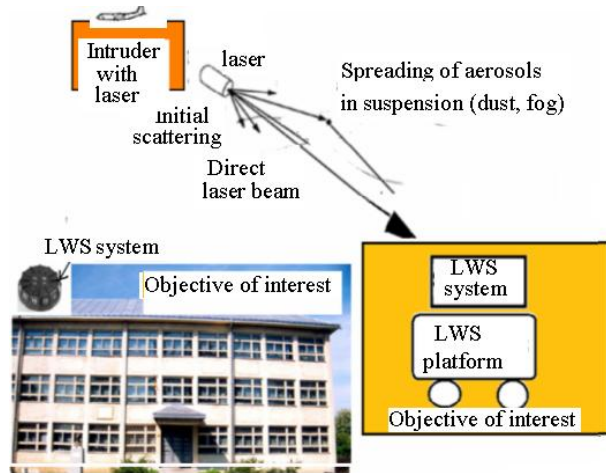 Intruder
with
laser
laser
Initial
scattering
Spreading of aerosols
in suspension (dust, fog)
Direct
laser beam
LWS system
Objective of interest
LWS
system
LWS
platform
Objective of interest